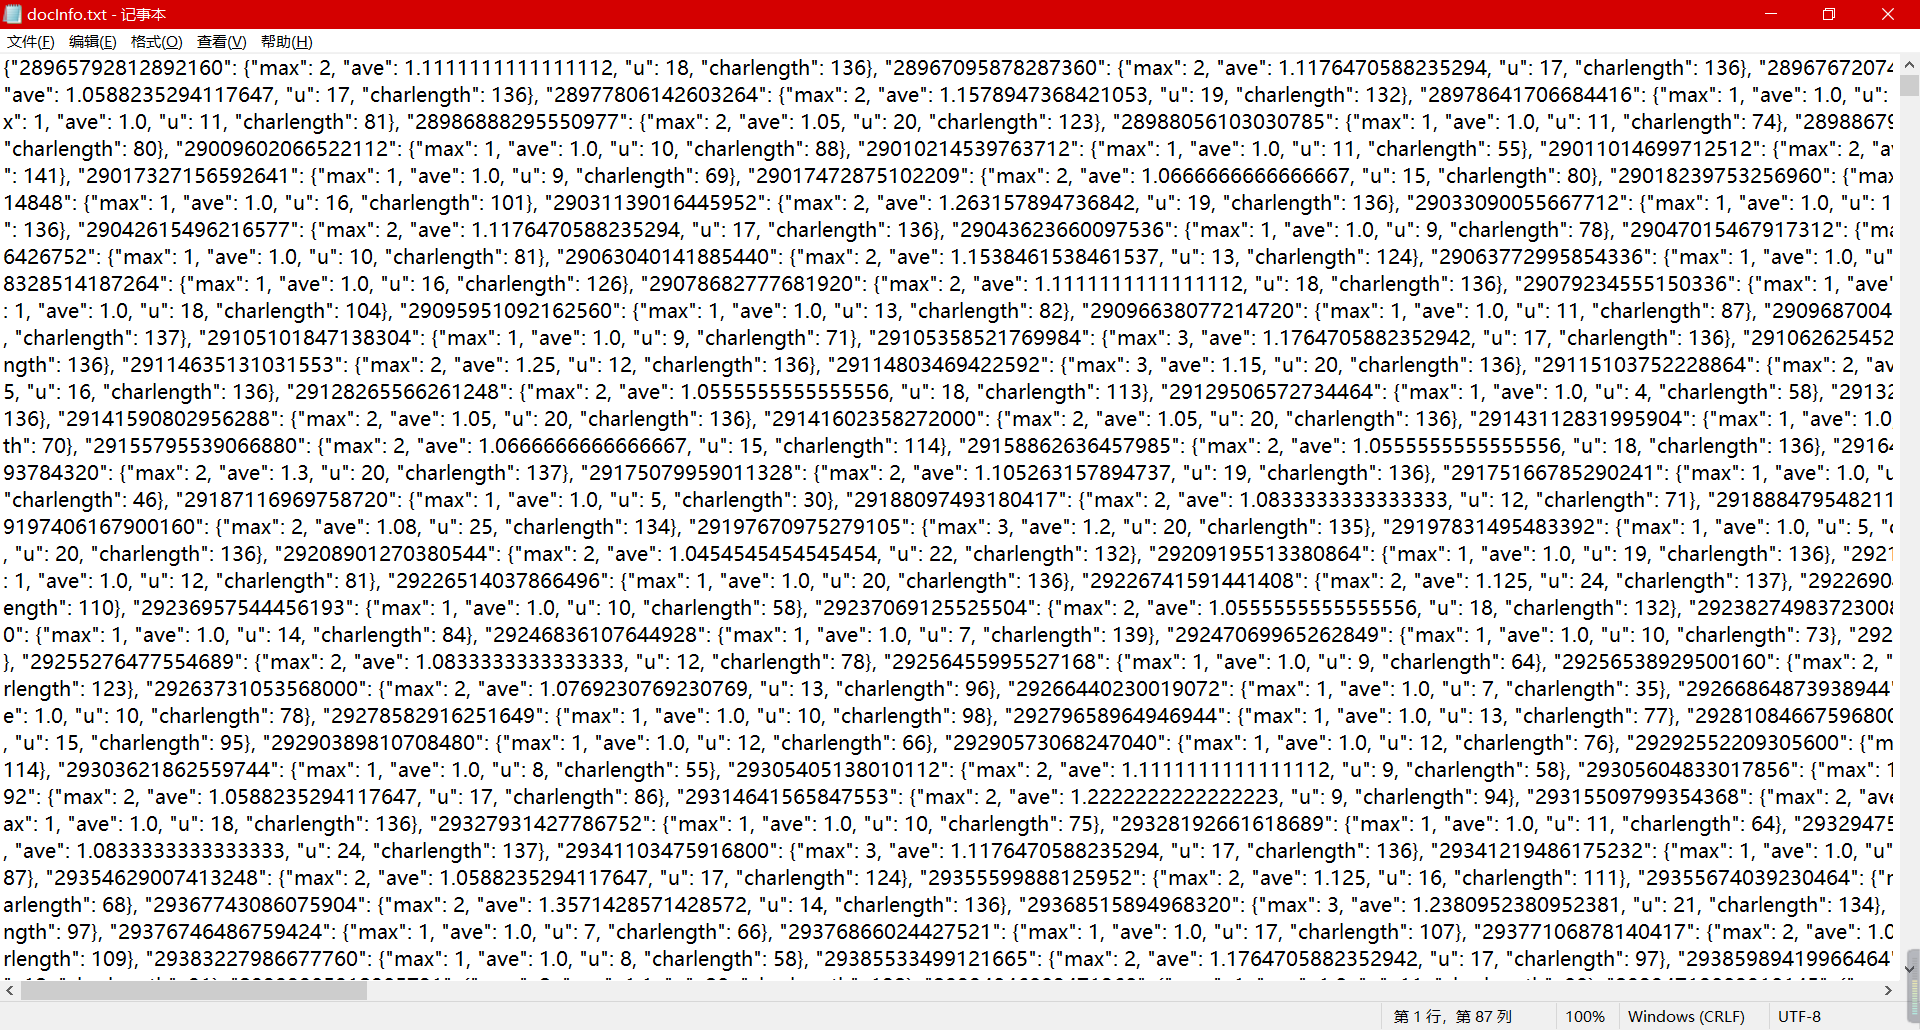 docInfo.txt - 记事本
文件(F) 编辑(E) 格式(O) 查看(V) 帮助(H)
{"28965792812892160": {"max": 2, "ave": 1.1111111111111112, "u": 18, "charlength": 136}, "28967095878287360": {"max": 2, "ave": 1.1176470588235294, "u": 17, "charlength": 136}, "28967672074
"ave": 1.0588235294117647, "u": 17, "charlength": 136}, "28977806142603264": {"max": 2, "ave": 1.1578947368421053, "u": 19, "charlength": 132}, "28978641706684416": {"max": 1, "ave": 1.0, "u":
x": 1, "ave": 1.0, "u": 11, "charlength": 81}, "28986888295550977": {"max": 2, "ave": 1.05, "u": 20, "charlength": 123}, "28988056103030785": {"max": 1, "ave": 1.0, "u": 11, "charlength": 74}, "28988679
"charlength": 80}, "29009602066522112": {"max": 1, "ave": 1.0, "u": 10, "charlength": 88}, "29010214539763712": {"max": 1, "ave": 1.0, "u": 11, "charlength": 55}, "29011014699712512": {"max": 2, "a
": 141}, "29017327156592641": {"max": 1, "ave": 1.0, "u": 9, "charlength": 69}, "29017472875102209": {"max": 2, "ave": 1.0666666666666667, "u": 15, "charlength": 80}, "29018239753256960": {"ma
14848": {"max": 1, "ave": 1.0, "u": 16, "charlength": 101}, "29031139016445952": {"max": 2, "ave": 1.263157894736842, "u": 19, "charlength": 136}, "29033090055667712": {"max": 1, "ave": 1.0, "u": 1
": 136}, "29042615496216577": {"max": 2, "ave": 1.1176470588235294, "u": 17, "charlength": 136}, "29043623660097536": {"max": 1, "ave": 1.0, "u": 9, "charlength": 78}, "29047015467917312": {"ma
6426752": {"max": 1, "ave": 1.0, "u": 10, "charlength": 81}, "29063040141885440": {"max": 2, "ave": 1.1538461538461537, "u": 13, "charlength": 124}, "29063772995854336": {"max": 1, "ave": 1.0, "u"
8328514187264": {"max": 1, "ave": 1.0, "u": 16, "charlength": 126}, "29078682777681920": {"max": 2, "ave": 1.1111111111111112, "u": 18, "charlength": 136}, "29079234555150336": {"max": 1, "ave"
: 1, "ave": 1.0, "u": 18, "charlength": 104}, "29095951092162560": {"max": 1, "ave": 1.0, "u": 13, "charlength": 82}, "29096638077214720": {"max": 1, "ave": 1.0, "u": 11, "charlength": 87}, "290968​7004
, "charlength": 137}, "29105101847138304": {"max": 1, "ave": 1.0, "u": 9, "charlength": 71}, "29105358521769984": {"max": 3, "ave": 1.1764705882352942, "u": 17, "charlength": 136}, "291062625452
ngth": 136}, "29114635131031553": {"max": 2, "ave": 1.25, "u": 12, "charlength": 136}, "29114803469422592": {"max": 3, "ave": 1.15, "u": 20, "charlength": 136}, "29115103752228864": {"max": 2, "av
5, "u": 16, "charlength": 136}, "29128265566261248": {"max": 2, "ave": 1.0555555555555556, "u": 18, "charlength": 113}, "29129506572734464": {"max": 1, "ave": 1.0, "u": 4, "charlength": 58}, "2913
136}, "29141590802956288": {"max": 2, "ave": 1.05, "u": 20, "charlength": 136}, "29141602358272000": {"max": 2, "ave": 1.05, "u": 20, "charlength": 136}, "29143112831995904": {"max": 1, "ave": 1.0
th": 70}, "29155795539066880": {"max": 2, "ave": 1.0666666666666667, "u": 15, "charlength": 114}, "29158862636457985": {"max": 2, "ave": 1.0555555555555556, "u": 18, "charlength": 136}, "2916
93784320": {"max": 2, "ave": 1.3, "u": 20, "charlength": 137}, "29175079959011328": {"max": 2, "ave": 1.105263157894737, "u": 19, "charlength": 136}, "29175166785290241": {"max": 1, "ave": 1.0, "u
"charlength": 46}, "29187116969758720": {"max": 1, "ave": 1.0, "u": 5, "charlength": 30}, "29188097493180417": {"max": 2, "ave": 1.0833333333333333, "u": 12, "charlength": 71}, "2918884795482​11
9197406167900160": {"max": 2, "ave": 1.08, "u": 25, "charlength": 134}, "29197670975279105": {"max": 3, "ave": 1.2, "u": 20, "charlength": 135}, "29197831495483392": {"max": 1, "ave": 1.0, "u": 5, "
, "u": 20, "charlength": 136}, "29208901270380544": {"max": 2, "ave": 1.0454545454545454, "u": 22, "charlength": 132}, "29209195513380864": {"max": 1, "ave": 1.0, "u": 19, "charlength": 136}, "2921
: 1, "ave": 1.0, "u": 12, "charlength": 81}, "29226514037866496": {"max": 1, "ave": 1.0, "u": 20, "charlength": 136}, "29226741591441408": {"max": 2, "ave": 1.125, "u": 24, "charlength": 137}, "2922690
ength": 110}, "29236957544456193": {"max": 1, "ave": 1.0, "u": 10, "charlength": 58}, "29237069125525504": {"max": 2, "ave": 1.0555555555555556, "u": 18, "charlength": 132}, "2923827498372300
0": {"max": 1, "ave": 1.0, "u": 14, "charlength": 84}, "29246836107644928": {"max": 1, "ave": 1.0, "u": 7, "charlength": 139}, "29247069965262849": {"max": 1, "ave": 1.0, "u": 10, "charlength": 73}, "292
}, "29255276477554689": {"max": 2, "ave": 1.0833333333333333, "u": 12, "charlength": 78}, "29256455995527168": {"max": 1, "ave": 1.0, "u": 9, "charlength": 64}, "29256538929500160": {"max": 2, "
rlength": 123}, "29263731053568000": {"max": 2, "ave": 1.0769230769230769, "u": 13, "charlength": 96}, "29266440230019072": {"max": 1, "ave": 1.0, "u": 7, "charlength": 35}, "29266864873938944"
e": 1.0, "u": 10, "charlength": 78}, "29278582916251649": {"max": 1, "ave": 1.0, "u": 10, "charlength": 98}, "29279658964946944": {"max": 1, "ave": 1.0, "u": 13, "charlength": 77}, "2928108466759680
, "u": 15, "charlength": 95}, "29290389810708480": {"max": 1, "ave": 1.0, "u": 12, "charlength": 66}, "29290573068247040": {"max": 1, "ave": 1.0, "u": 12, "charlength": 76}, "29292552209305600": {"m
114}, "29303621862559744": {"max": 1, "ave": 1.0, "u": 8, "charlength": 55}, "29305405138010112": {"max": 2, "ave": 1.1111111111111112, "u": 9, "charlength": 58}, "29305604833017856": {"max": 1
92": {"max": 2, "ave": 1.0588235294117647, "u": 17, "charlength": 86}, "29314641565847553": {"max": 2, "ave": 1.2222222222222223, "u": 9, "charlength": 94}, "29315509799354368": {"max": 2, "ave
ax": 1, "ave": 1.0, "u": 18, "charlength": 136}, "29327931427786752": {"max": 1, "ave": 1.0, "u": 10, "charlength": 75}, "29328192661618689": {"max": 1, "ave": 1.0, "u": 11, "charlength": 64}, "2932947
, "ave": 1.0833333333333333, "u": 24, "charlength": 137}, "29341103475916800": {"max": 3, "ave": 1.1176470588235294, "u": 17, "charlength": 136}, "29341219486175232": {"max": 1, "ave": 1.0, "u"
87}, "29354629007413248": {"max": 2, "ave": 1.0588235294117647, "u": 17, "charlength": 124}, "29355599888125952": {"max": 2, "ave": 1.125, "u": 16, "charlength": 111}, "29355674039230464": {"
arlength": 68}, "29367743086075904": {"max": 2, "ave": 1.3571428571428572, "u": 14, "charlength": 136}, "29368515894968320": {"max": 3, "ave": 1.2380952380952381, "u": 21, "charlength": 134},
ngth": 97}, "29376746486759424": {"max": 1, "ave": 1.0, "u": 7, "charlength": 66}, "29376866024427521": {"max": 1, "ave": 1.0, "u": 17, "charlength": 107}, "29377106878140417": {"max": 2, "ave": 1.0
rlength": 109}, "29383227986677760": {"max": 1, "ave": 1.0, "u": 8, "charlength": 58}, "29385533499121665": {"max": 2, "ave": 1.1764705882352942, "u": 17, "charlength": 97}, "29385989419966464"
第 1 行，第 87 列 100% Windows (CRLF) UTF-8